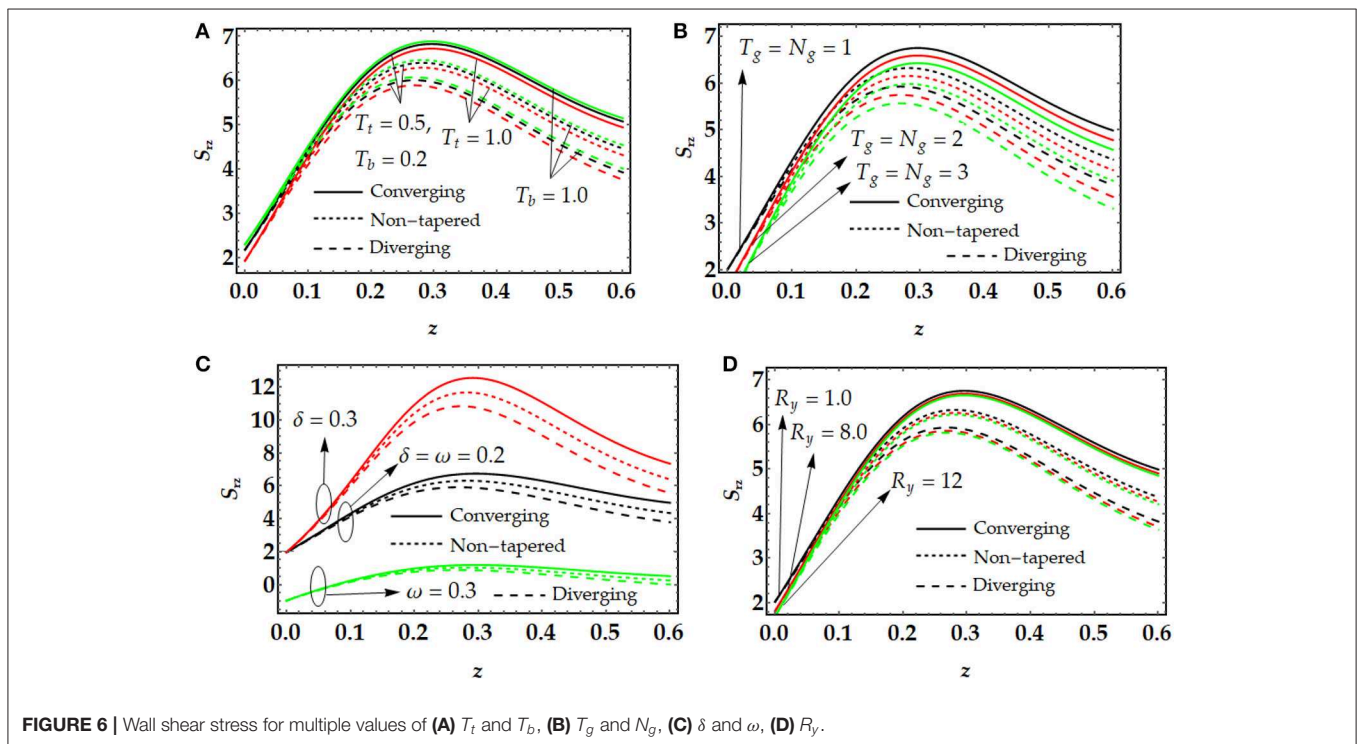 A
B
7
6
5
4
3
2
S_rz
T_t = 0.5,
T_b = 0.2
T_t = 1.0
T_b = 1.0
Converging
Non-tapered
Diverging
0.0 0.1 0.2 0.3 0.4 0.5 0.6
z
7
6
5
4
3
2
S_rz
T_g = N_g = 1
T_g = N_g = 2
T_g = N_g = 3
Converging
Non-tapered
Diverging
0.0 0.1 0.2 0.3 0.4 0.5 0.6
z
C
D
12
10
8
6
4
2
0
S_rz
δ = 0.3
δ = ω = 0.2
Converging
Non-tapered
ω = 0.3
Diverging
0.0 0.1 0.2 0.3 0.4 0.5 0.6
z
7
6
5
4
3
2
S_rz
R_y = 1.0
R_y = 8.0
R_y = 12
Converging
Non-tapered
Diverging
0.0 0.1 0.2 0.3 0.4 0.5 0.6
z
FIGURE 6 | Wall shear stress for multiple values of (A) T_t and T_b, (B) T_g and N_g, (C) δ and ω, (D) R_y.